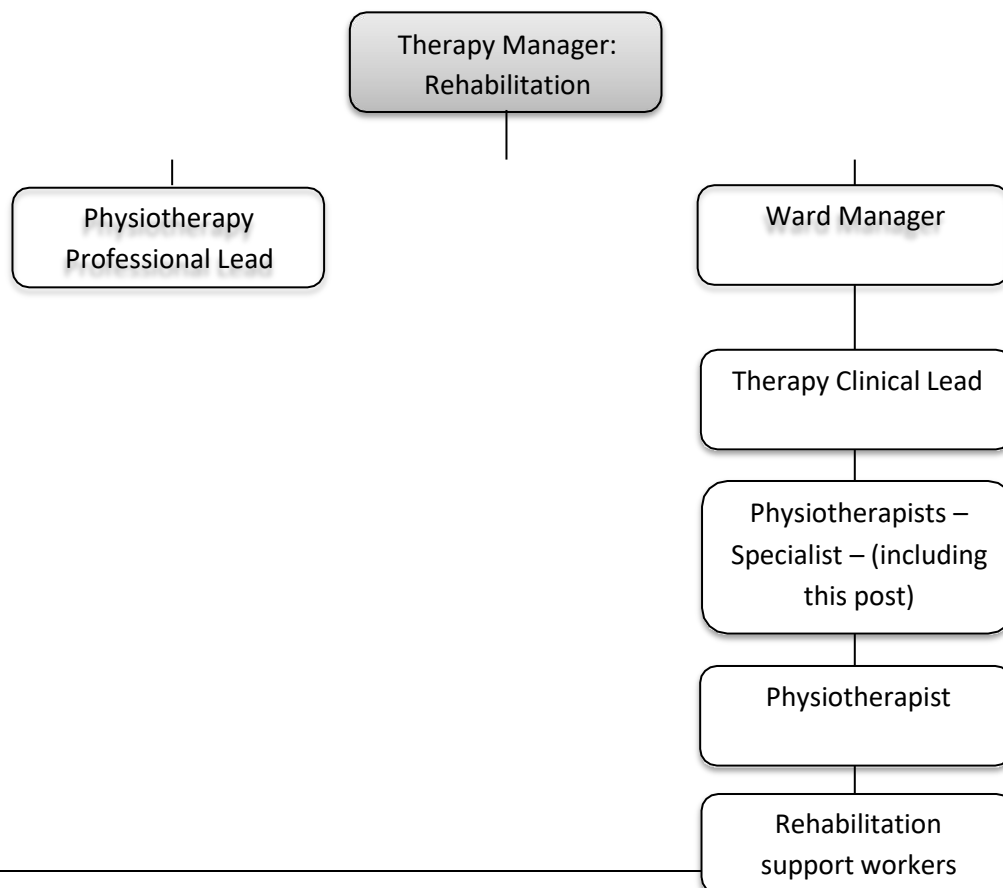 Therapy Manager:
Rehabilitation
Physiotherapy
Professional Lead
Ward Manager
Therapy Clinical Lead
Physiotherapists –
Specialist – (including
this post)
Physiotherapist
Rehabilitation
support workers